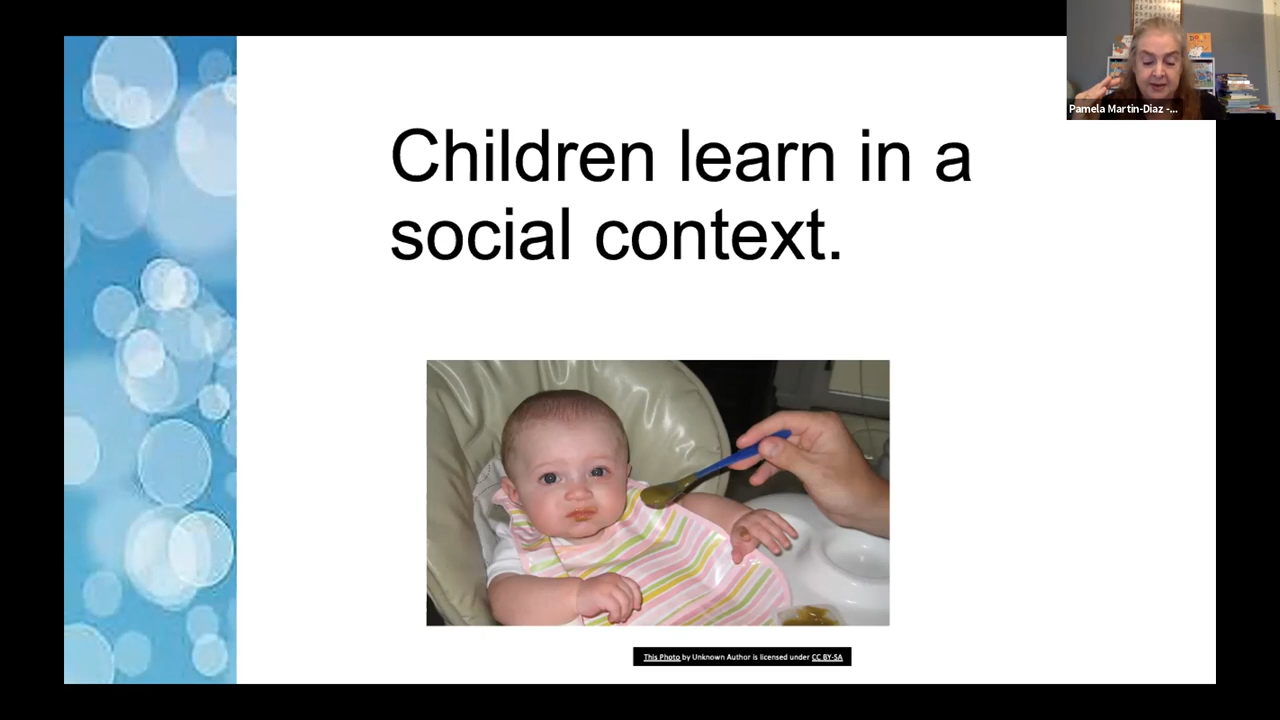 Children learn in a
social context.
Pamela Martin-Diaz -...
This Photo by Unknown Author is licensed under CC BY-SA